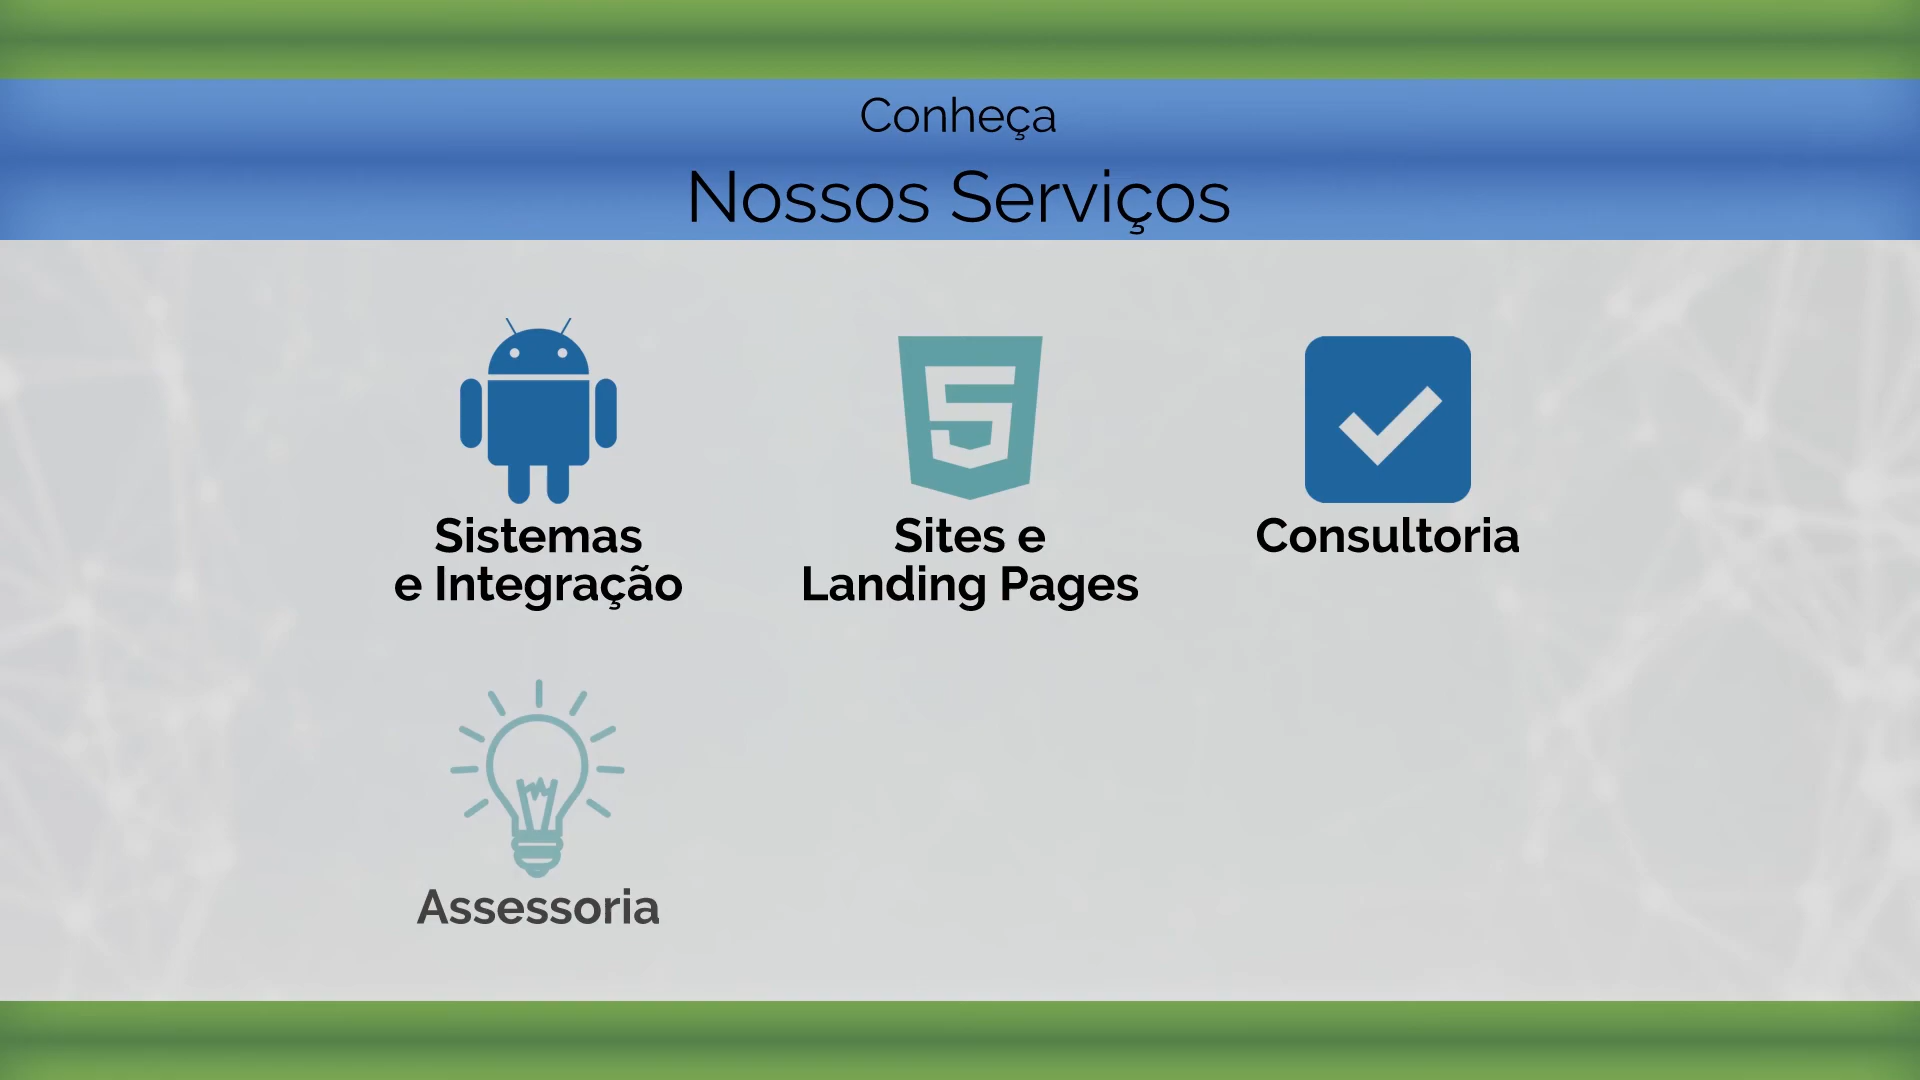 Conheça
Nossos Serviços
Sistemas
e Integração
Sites e
Landing Pages
Consultoria
Assessoria